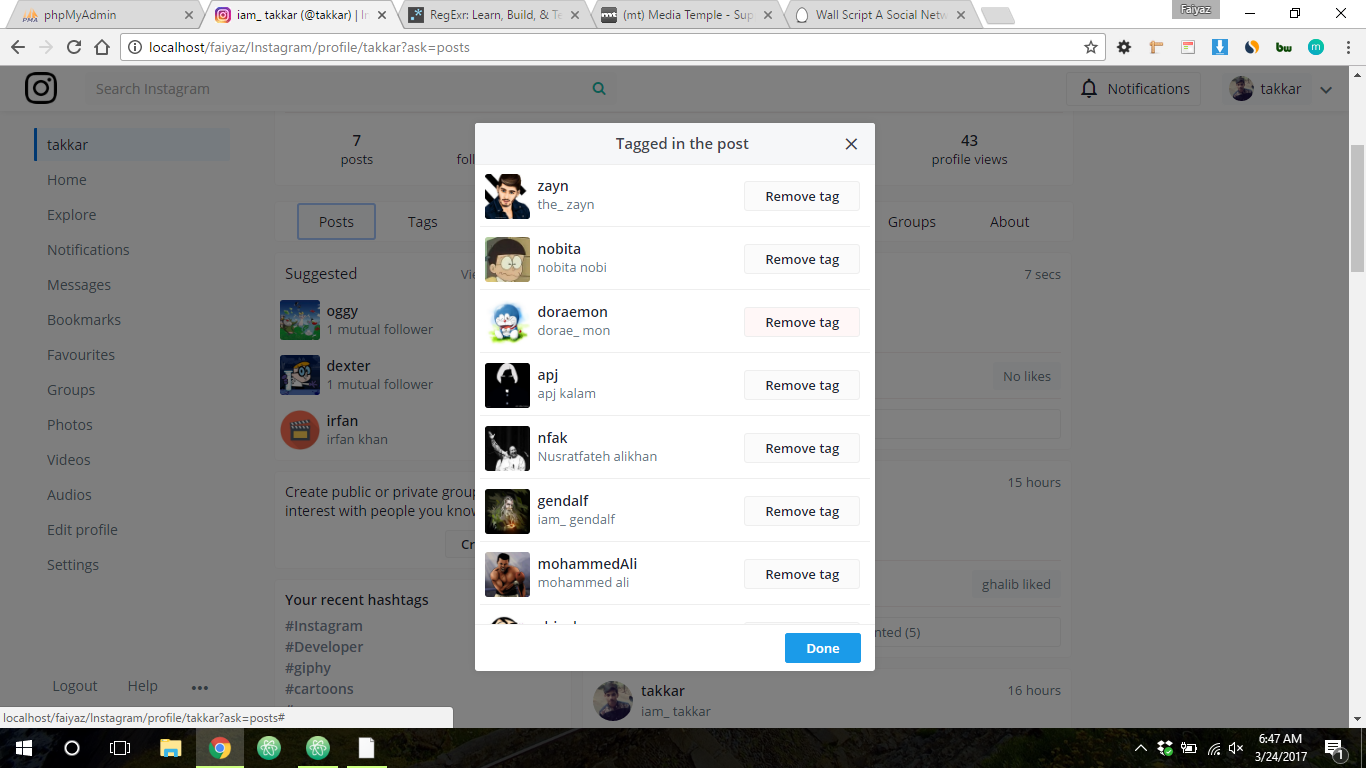 phpMyAdmin
iam_ takkar (@takkar) | In
RegExr: Learn, Build, & Te
(mt) Media Temple - Sup
Wall Script A Social Netw
Faiyaz
localhost/faiyaz/Instagram/profile/takkar?ask=posts
Search Instagram
Notifications
takkar
takkar
Home
Explore
Notifications
Messages
Bookmarks
Favourites
Groups
Photos
Videos
Audios
Edit profile
Settings
Logout
Help
7
posts
43
profile views
Posts
Tags
Groups
About
Suggested
oggy
1 mutual follower
dexter
1 mutual follower
irfan
irfan khan
Create public or private group
interest with people you know
Your recent hashtags
#Instagram
#Developer
#giphy
#cartoons
Tagged in the post
zayn
the_ zayn
Remove tag
nobita
nobita nobi
Remove tag
doraemon
dorae_ mon
Remove tag
apj
apj kalam
Remove tag
nfak
Nusratfateh alikhan
Remove tag
gendalf
iam_ gendalf
Remove tag
mohammedAli
mohammed ali
Remove tag
Done
7 secs
No likes
15 hours
ghalib liked
nted (5)
takkar
iam_ takkar
16 hours
localhost/faiyaz/Instagram/profile/takkar?ask=posts#
6:47 AM
3/24/2017
1